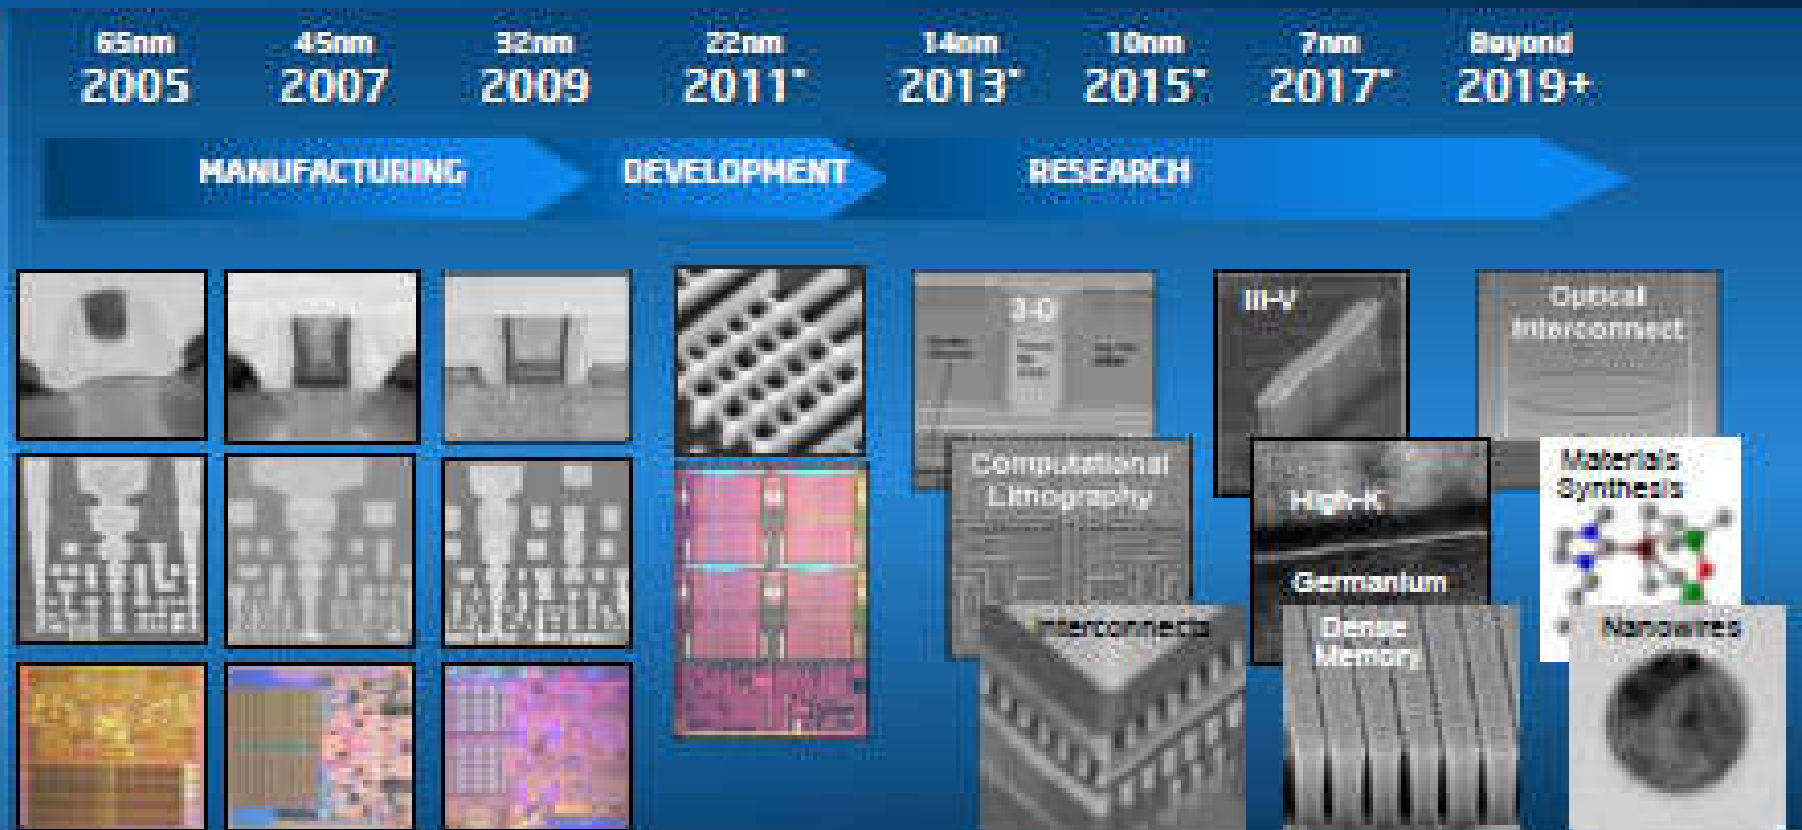 65nm
2005
45nm
2007
32nm
2009
22nm
2011*
14nm
2013*
10nm
2015*
7nm
2017*
Beyond
2019+
MANUFACTURING
DEVELOPMENT
RESEARCH
3-D
III-V
Optical
Interconnect
Computational
Lithography
High-K
Germanium
Materials
Synthesis
Interconnects
Dense
Memory
Nanowires